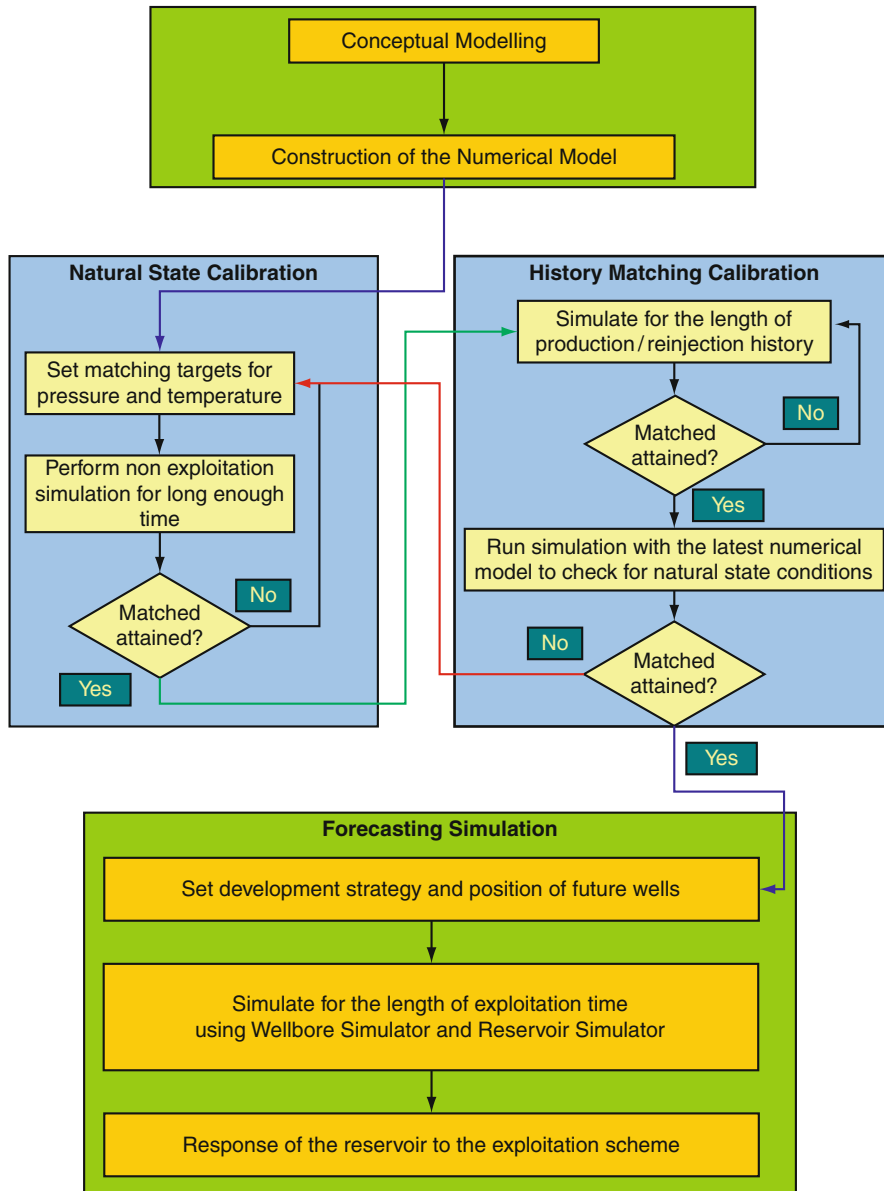 Conceptual Modelling
Construction of the Numerical Model
Natural State Calibration
Set matching targets for
pressure and temperature
Perform non exploitation
simulation for long enough
time
No
Matched
attained?
Yes
History Matching Calibration
Simulate for the length of
production/reinjection history
No
Matched
attained?
Yes
Run simulation with the latest numerical
model to check for natural state conditions
No
Matched
attained?
Yes
Forecasting Simulation
Set development strategy and position of future wells
Simulate for the length of exploitation time
using Wellbore Simulator and Reservoir Simulator
Response of the reservoir to the exploitation scheme